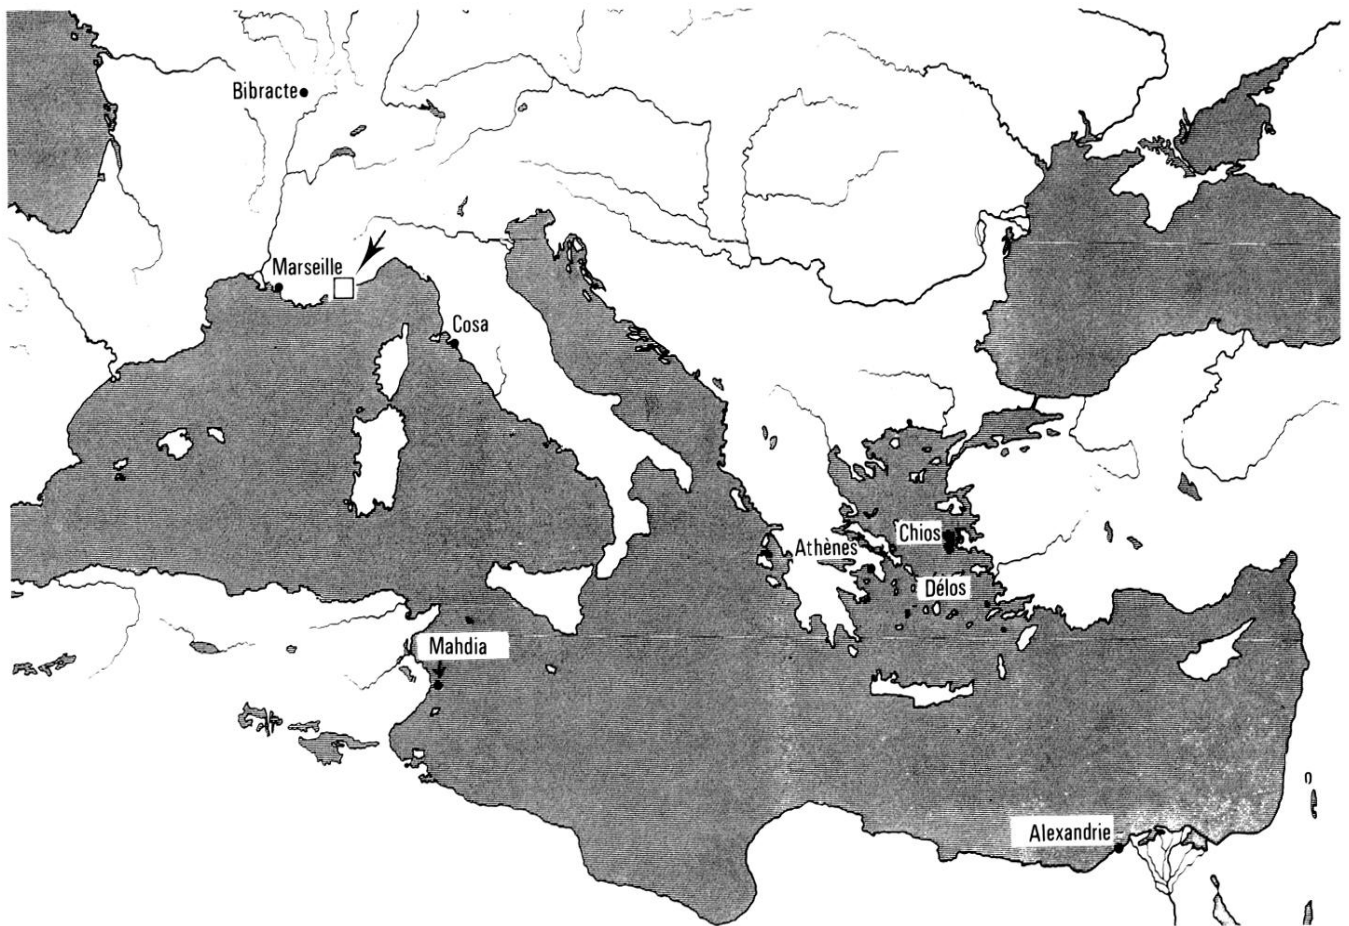 Bibracte
Marseille
Cosa
Chios
Athènes
Délos
Mahdia
Alexandrie